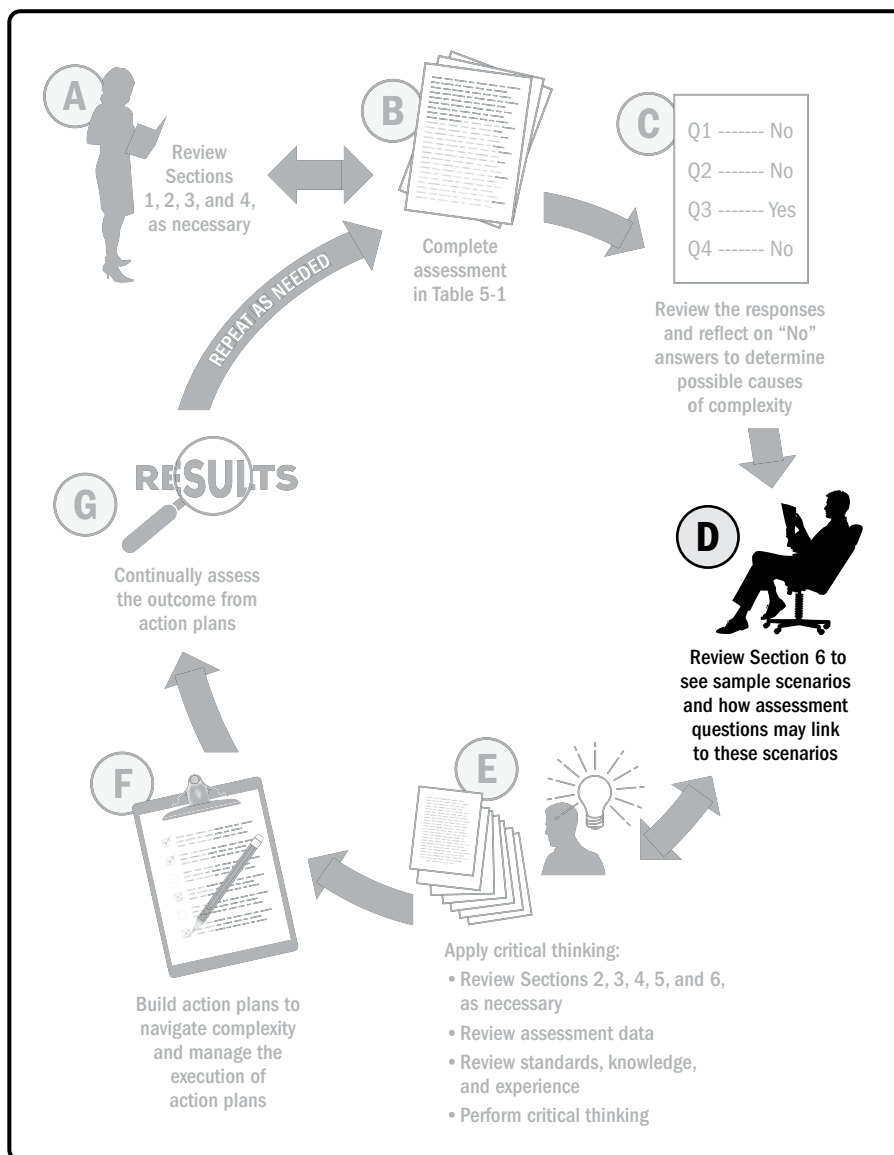 A
Review
Sections
1, 2, 3, and 4,
as necessary
B
Complete
assessment
in Table 5-1
C
Q1 ------- No
Q2 ------- No
Q3 ------- Yes
Q4 ------- No
Review the responses
and reflect on “No”
answers to determine
possible causes
of complexity
D
Review Section 6 to
see sample scenarios
and how assessment
questions may link
to these scenarios
E
Apply critical thinking:
• Review Sections 2, 3, 4, 5, and 6,
as necessary
• Review assessment data
• Review standards, knowledge,
and experience
• Perform critical thinking
F
Build action plans to
navigate complexity
and manage the
execution of
action plans
G
RESULTS
Continually assess
the outcome from
action plans
REPEAT AS NEEDED